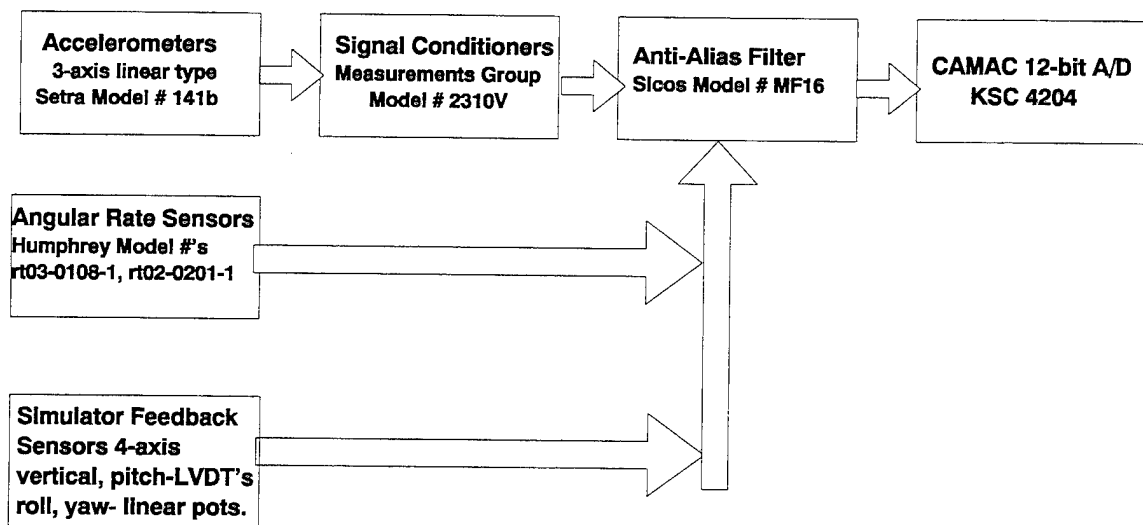 Accelerometers
3-axis linear type
Setra Model # 141b
Signal Conditioners
Measurements Group
Model # 2310V
Anti-Alias Filter
Sicos Model # MF16
CAMAC 12-bit A/D
KSC 4204
Angular Rate Sensors
Humphrey Model #'s
rt03-0108-1, rt02-0201-1
Simulator Feedback
Sensors 4-axis
vertical, pitch-LVDT's
roll, yaw- linear pots.